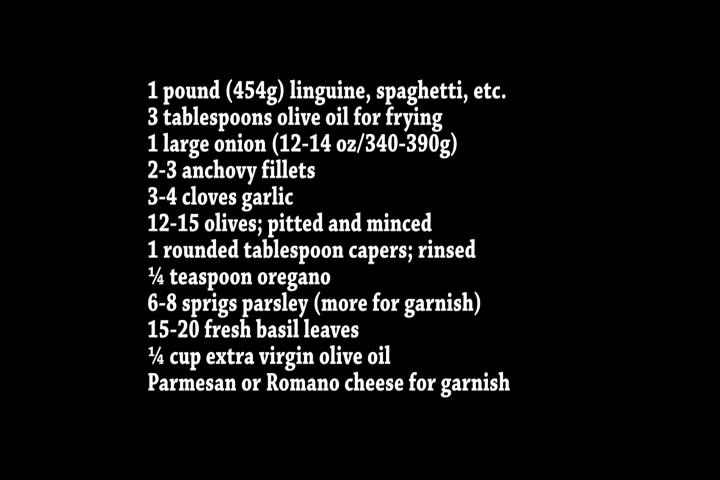 1 pound (454g) linguine, spaghetti, etc.
3 tablespoons olive oil for frying
1 large onion (12-14 oz/340-390g)
2-3 anchovy fillets
3-4 cloves garlic
12-15 olives; pitted and minced
1 rounded tablespoon capers; rinsed
¼ teaspoon oregano
6-8 sprigs parsley (more for garnish)
15-20 fresh basil leaves
¼ cup extra virgin olive oil
Parmesan or Romano cheese for garnish